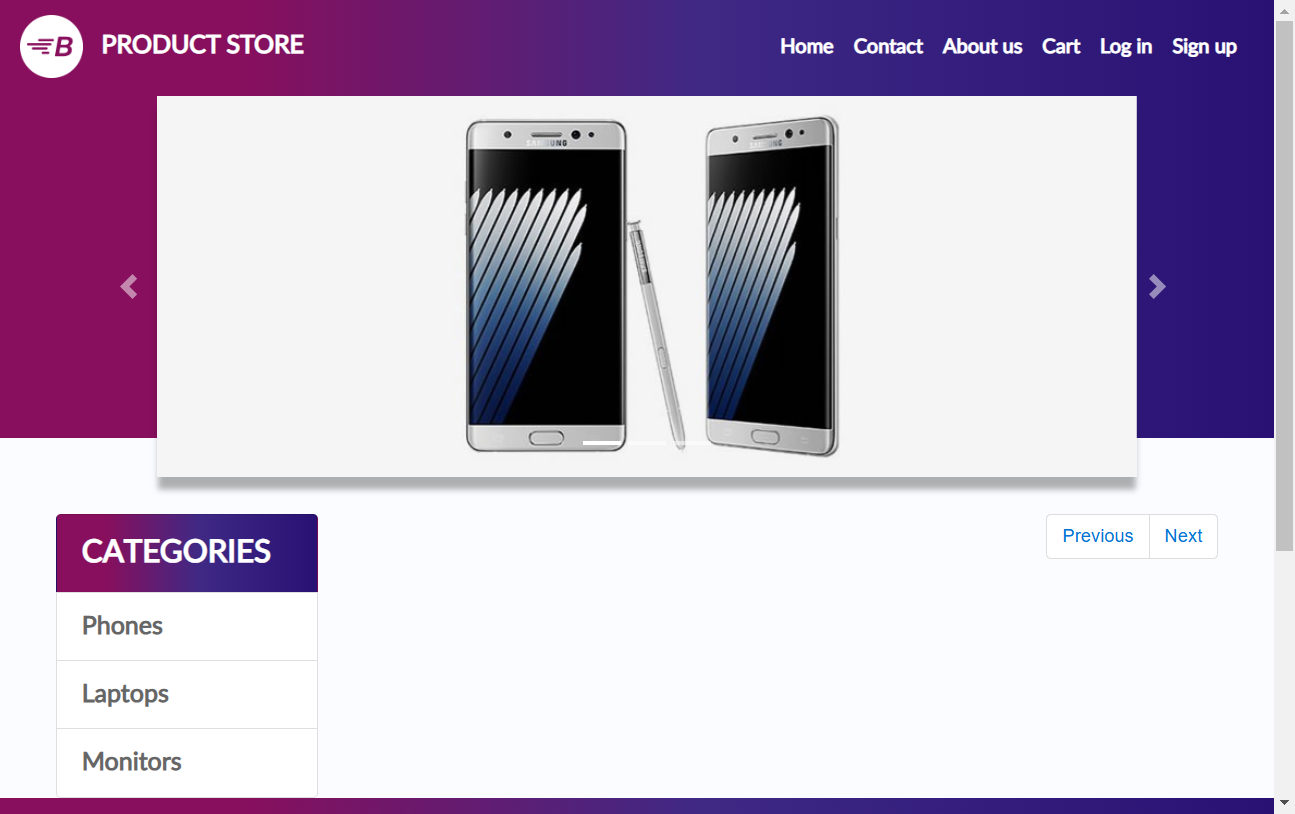 B PRODUCT STORE
Home Contact About us Cart Log in Sign up
SAMSUNG SAMSUNG
CATEGORIES
Previous Next
Phones
Laptops
Monitors